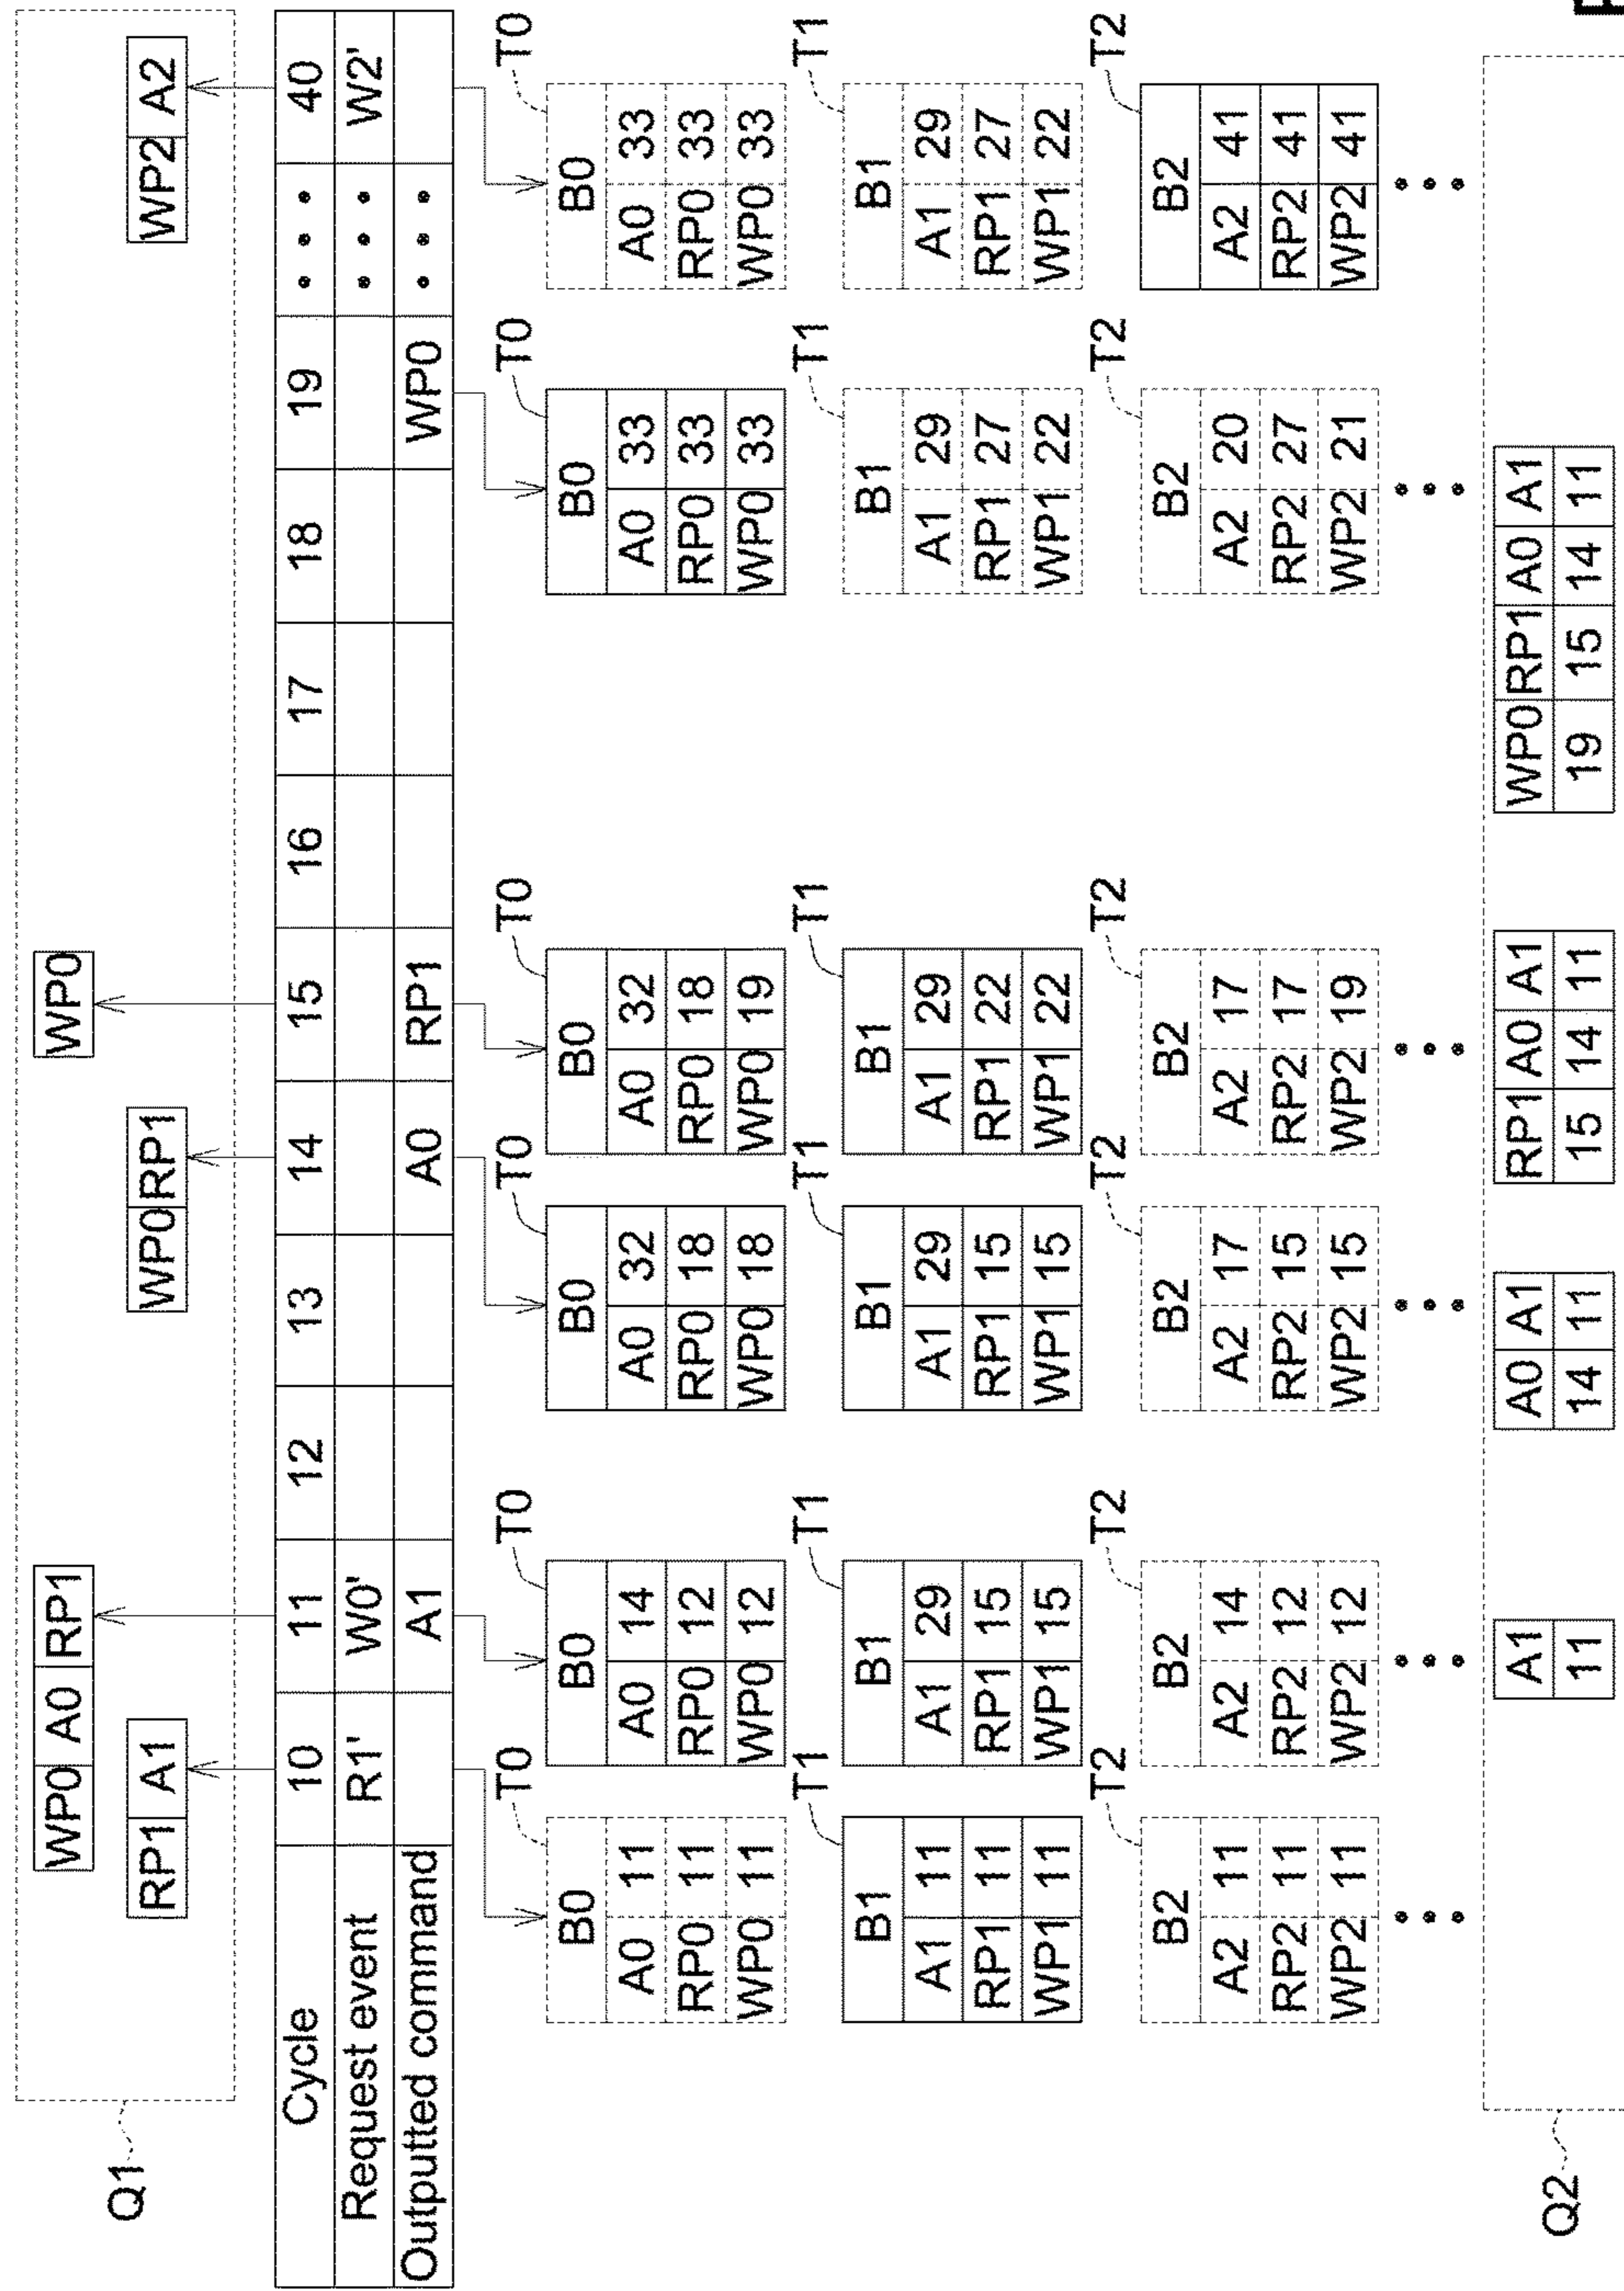 Q1
WP0 A0 RP1 WP0
RP1 A1 WP0 RP1 WP2 A2
Cycle 10 11 12 13 14 15 16 17 18 19 • • • 40
Request event R1' W0' • • • W2'
Outputted command A1 A0 RP1 WP0 • • •
T0 T0 T0 T0 T0 T0
B0 B0 B0 B0 B0 B0
A0 11 A0 14 A0 32 A0 32 A0 33 A0 33
RP0 11 RP0 12 RP0 18 RP0 18 RP0 33 RP0 33
WP0 11 WP0 12 WP0 18 WP0 19 WP0 33 WP0 33
T1 T1 T1 T1 T1 T1
B1 B1 B1 B1 B1 B1
A1 11 A1 29 A1 29 A1 29 A1 29 A1 29
RP1 11 RP1 15 RP1 15 RP1 22 RP1 27 RP1 27
WP1 11 WP1 15 WP1 15 WP1 22 WP1 22 WP1 22
T2 T2 T2 T2 T2 T2
B2 B2 B2 B2 B2 B2
A2 11 A2 14 A2 17 A2 17 A2 20 A2 41
RP2 11 RP2 12 RP2 15 RP2 17 RP2 27 RP2 41
WP2 11 WP2 12 WP2 15 WP2 19 WP2 21 WP2 41
Q2
A1 A0 A1 RP1 A0 A1 WP0 RP1 A0 A1
11 14 11 15 14 11 19 15 14 11